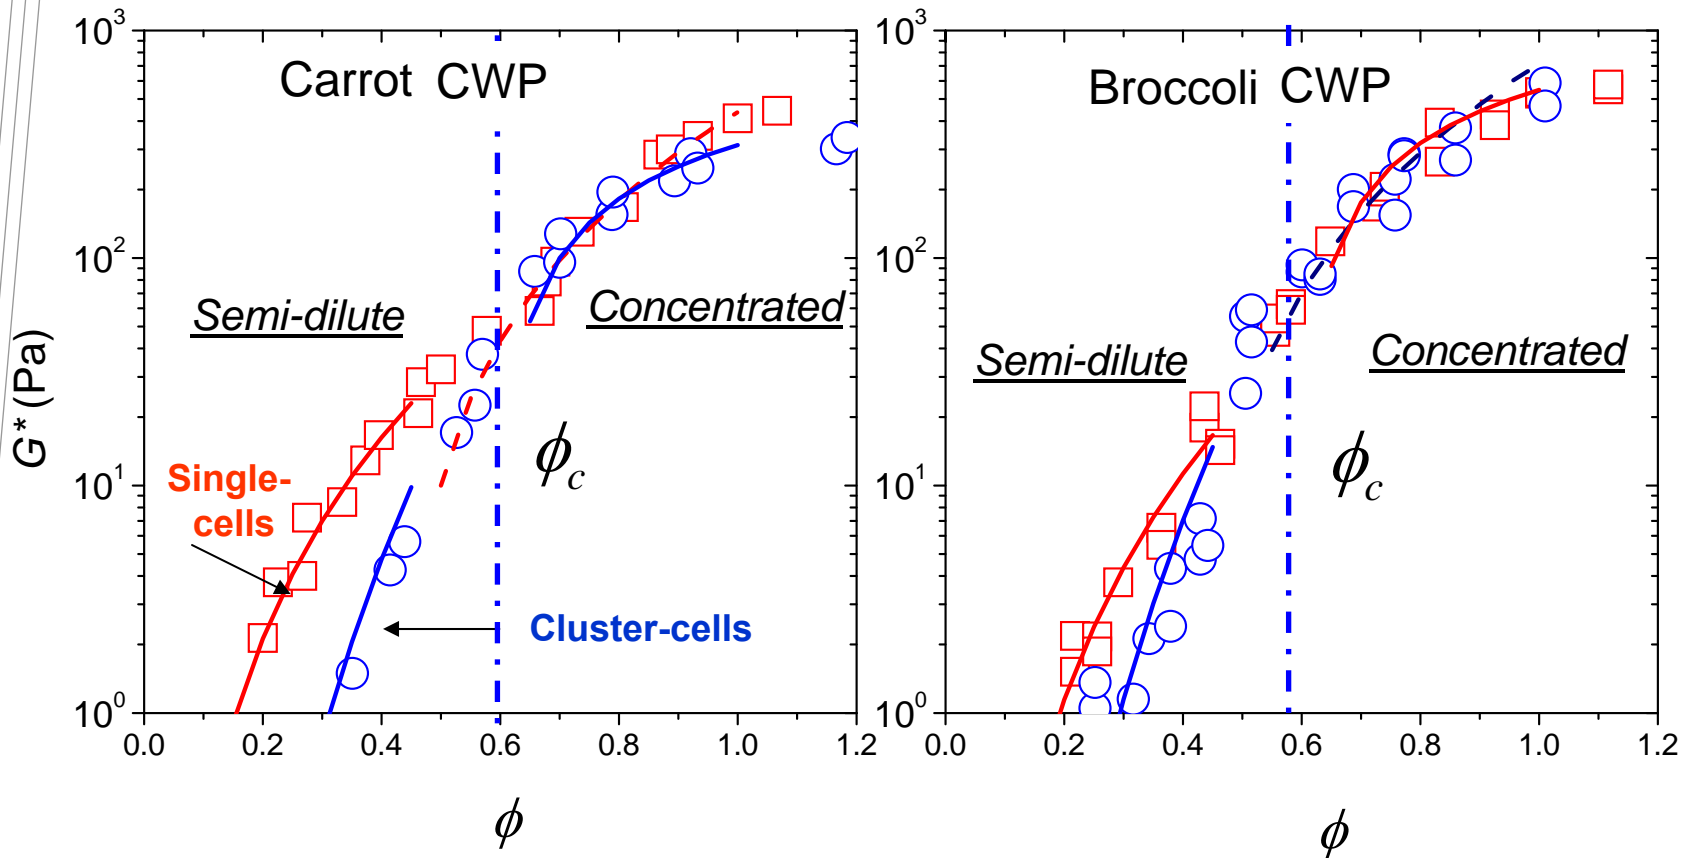 10³
10²
10¹
10⁰
G* (Pa)
Carrot CWP
Semi-dilute
Concentrated
Single-
cells
ϕc
Cluster-cells
0.0 0.2 0.4 0.6 0.8 1.0 1.2
ϕ
10³
10²
10¹
10⁰
Broccoli CWP
Semi-dilute
Concentrated
ϕc
0.0 0.2 0.4 0.6 0.8 1.0 1.2
ϕ